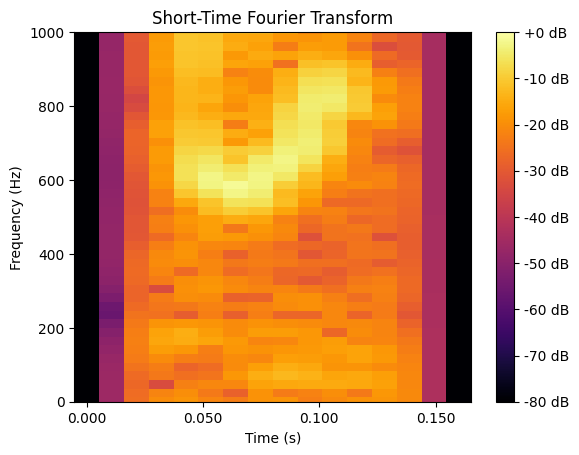 Short-Time Fourier Transform
1000
800
600
400
200
0
Frequency (Hz)
0.000
0.050
0.100
0.150
Time (s)
+0 dB
-10 dB
-20 dB
-30 dB
-40 dB
-50 dB
-60 dB
-70 dB
-80 dB